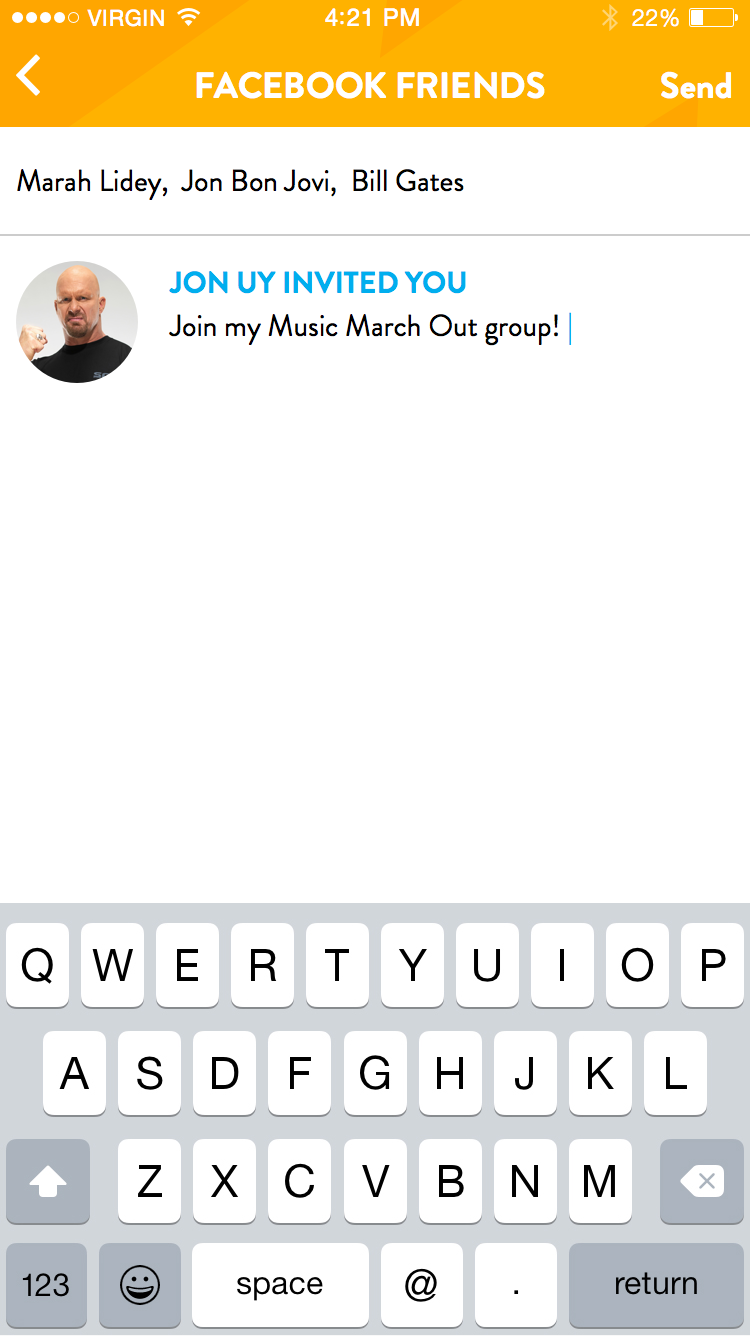 VIRGIN 4:21 PM 22%
FACEBOOK FRIENDS Send
Marah Lidey, Jon Bon Jovi, Bill Gates
JON UY INVITED YOU
Join my Music March Out group!
Q W E R T Y U I O P
A S D F G H J K L
Z X C V B N M
123 space @ . return